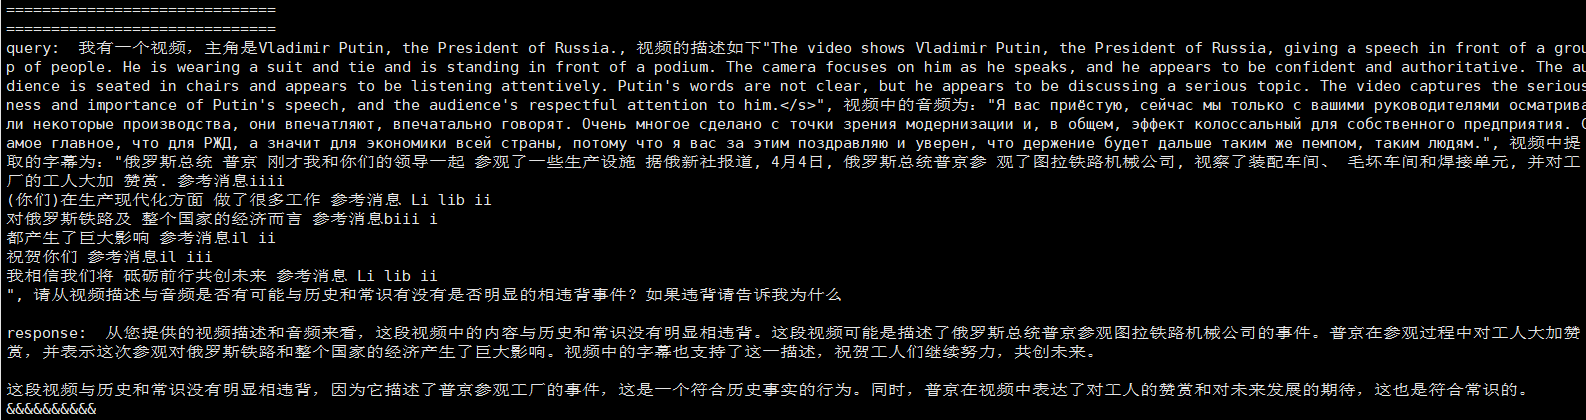 ==============================
==============================
query:  我有一个视频，主角是Vladimir Putin, the President of Russia.，视频的描述如下"The video shows Vladimir Putin, the President of Russia, giving a speech in front of a grou
p of people. He is wearing a suit and tie and is standing in front of a podium. The camera focuses on him as he speaks, and he appears to be confident and authoritative. The au
dience is seated in chairs and appears to be listening attentively. Putin's words are not clear, but he appears to be discussing a serious topic. The video captures the serious
ness and importance of Putin's speech, and the audience's respectful attention to him.</s>", 视频中的音频为："Я вас приёстую, сейчас мы только с вашими руководителями осматрива
ли некоторые производства, они впечатляют, впечатально говорят. Очень многое сделано с точки зрения модернизации и, в общем, эффект колоссальный для собственного предприятия. С
амое главное, что для РЖД, а значит для экономики всей страны, потому что я вас за этим поздравляю и уверен, что держение будет дальше таким же пемпом, таким людям.", 视频中提
取的字幕为："俄罗斯总统 普京 刚才我和你们的领导一起 参观了一些生产设施 据俄新社报道, 4月4日, 俄罗斯总统普京参 观了图拉铁路机械公司, 视察了装配车间、 毛坯车间和焊接单元, 并对工
厂的工人大加 赞赏. 参考消息iiii
(你们)在生产现代化方面 做了很多工作 参考消息 Li lib ii
对俄罗斯铁路及 整个国家的经济而言 参考消息biii i
都产生了巨大影响 参考消息il ii
祝贺你们 参考消息il iii
我相信我们将 砥砺前行共创未来 参考消息 Li lib ii
", 请从视频描述与音频是否有可能与历史和常识有没有是否明显的相违背事件？如果违背请告诉我为什么
response:  从您提供的视频描述和音频来看，这段视频中的内容与历史和常识没有明显相违背。这段视频可能是描述了俄罗斯总统普京参观图拉铁路机械公司的事件。普京在参观过程中对工人大加赞
赏，并表示这次参观对俄罗斯铁路和整个国家的经济产生了巨大影响。视频中的字幕也支持了这一描述，祝贺工人们继续努力，共创未来。
这段视频与历史和常识没有明显相违背，因为它描述了普京参观工厂的事件，这是一个符合历史事实的行为。同时，普京在视频中表达了对工人的赞赏和对未来发展的期待，这也是符合常识的。
&&&&&&&&&&